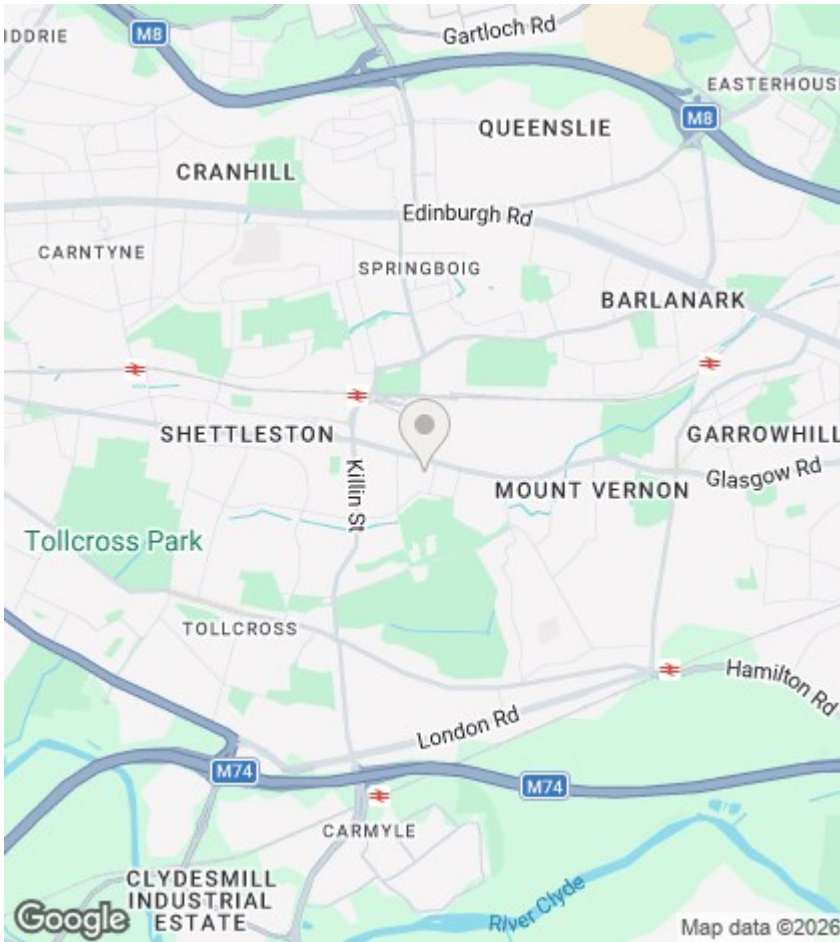 IDDRIE
M8
Gartloch Rd
EASTERHOUS
QUEENSLIE
M8
CRANHILL
Edinburgh Rd
CARNTYNE
SPRINGBOIG
BARLANARK
SHETTLESTON
GARROWHILL
Killin St
Glasgow Rd
MOUNT VERNON
Tollcross Park
TOLLCROSS
Hamilton Rd
London Rd
M74
M74
CARMYLE
CLYDESMILL
INDUSTRIAL
ESTATE
River Clyde
Google
Map data ©2026